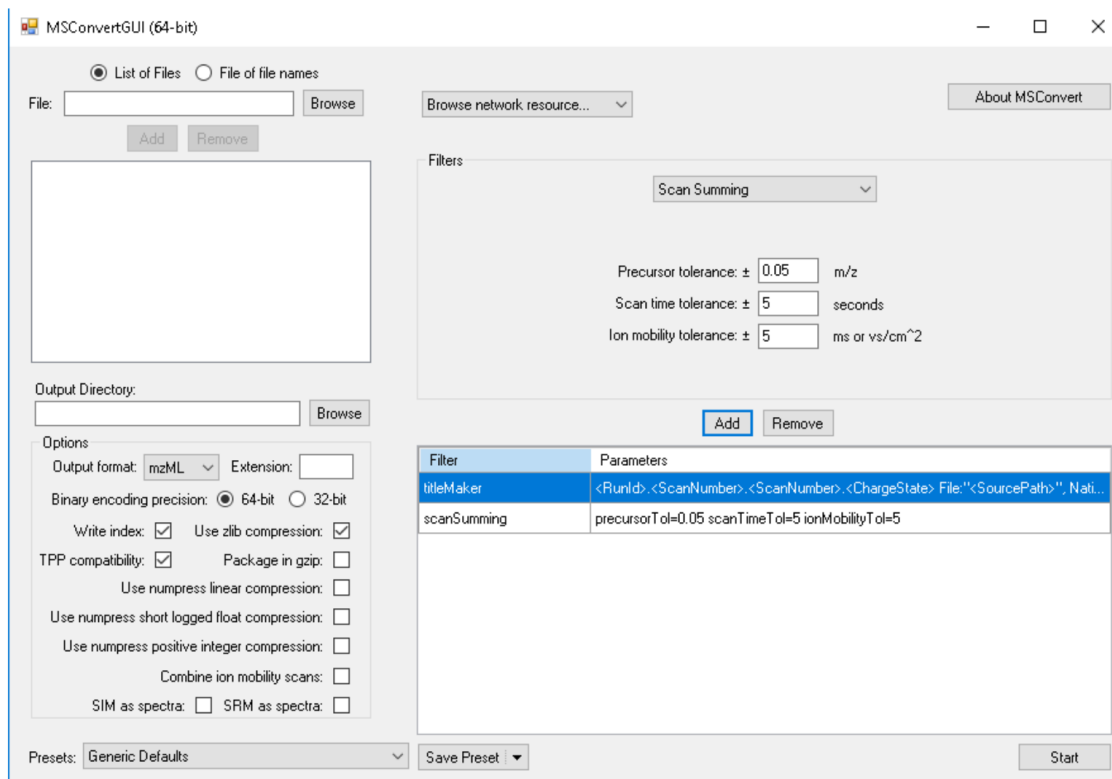 MSConvertGUI (64-bit)
List of Files File of file names
File: Browse
Add Remove
Browse network resource...
About MSConvert
Filters
Scan Summing
Precursor tolerance: ± 0.05 m/z
Scan time tolerance: ± 5 seconds
Ion mobility tolerance: ± 5 ms or vs/cm^2
Output Directory:
Browse
Add Remove
Options
Output format: mzML Extension:
Binary encoding precision: 64-bit 32-bit
Write index: Use zlib compression:
TPP compatibility: Package in gzip:
Use numpress linear compression:
Use numpress short logged float compression:
Use numpress positive integer compression:
Combine ion mobility scans:
SIM as spectra: SRM as spectra:
Filter Parameters
titleMaker <RunId>.<ScanNumber>.<ScanNumber>.<ChargeState> File:"<SourcePath>", Nati...
scanSumming precursorTol=0.05 scanTimeTol=5 ionMobilityTol=5
Presets: Generic Defaults
Save Preset
Start